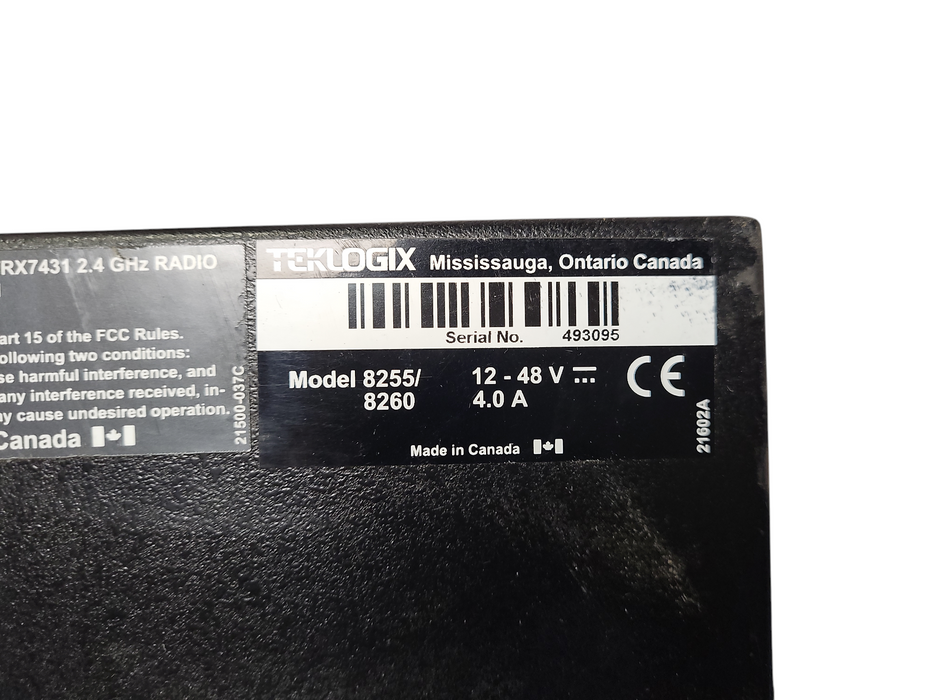 RX7431 2.4 GHz RADIO
art 15 of the FCC Rules.
ollowing two conditions:
se harmful interference, and
any interference received, in-
ny cause undesired operation.
Canada
21500-037C
TEKLOGIX Mississauga, Ontario Canada
Serial No. 493095
Model 8255/ 12 - 48 V
8260 4.0 A
CE
Made in Canada
21602A